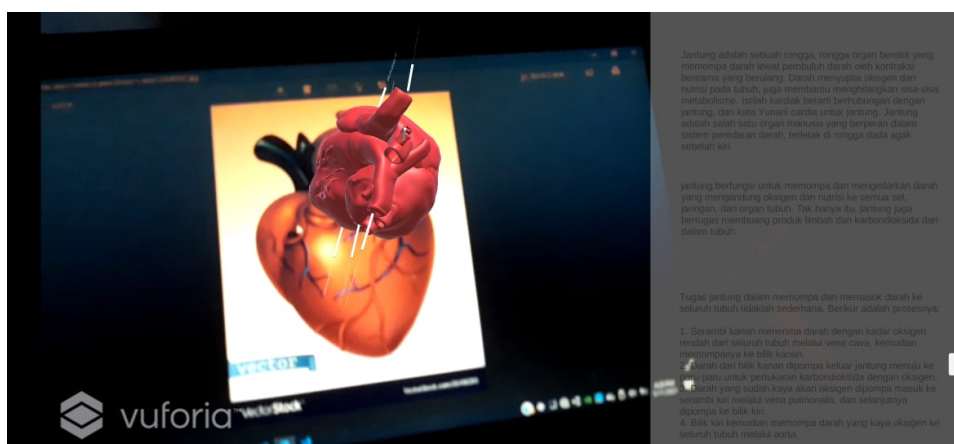 Jantung adalah sebuah rongga, rongga organ berotot yang
memompa darah lewat pembuluh darah oleh kontraksi
berirama yang berulang. Darah menyuplai oksigen dan
nutrisi pada tubuh, juga membantu menghilangkan sisa-sisa
metabolisme. Istilah kardiak berarti berhubungan dengan
jantung, dari kata Yunani cardia untuk jantung. Jantung
adalah salah satu organ manusia yang berperan dalam
sistem peredaran darah, terletak di rongga dada agak
sebelah kiri.
jantung berfungsi untuk memompa dan mengedarkan darah
yang mengandung oksigen dan nutrisi ke semua sel,
jaringan, dan organ tubuh. Tak hanya itu, jantung juga
bertugas membuang produk limbah dan karbondioksida dari
dalam tubuh.
Tugas jantung dalam memompa dan memasok darah ke
seluruh tubuh tidaklah sederhana. Berikur adalah prosesnya:
1. Serambi kanan menerima darah dengan kadar oksigen
rendah dari seluruh tubuh melalui vena cava, kemudian
memompanya ke bilik kanan.
2. Darah dari bilik kanan dipompa keluar jantung menuju ke
paru-paru untuk pertukaran karbondioksida dengan oksigen.
3. Darah yang sudah kaya akan oksigen dipompa masuk ke
serambi kiri melalui vena pulmonalis, dan selanjutnya
dipompa ke bilik kiri.
4. Bilik kiri kemudian memompa darah yang kaya oksigen ke
seluruh tubuh melalui aorta.
vector
VectorStock
vuforia™